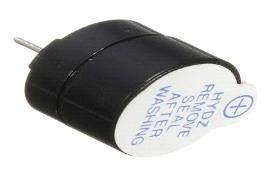 HYDZ
REMOVE
SEAL
AFTER
WASHING
+